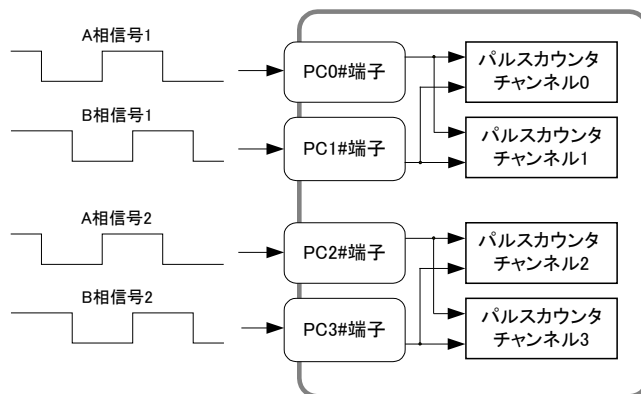 A相信号1
PC0#端子
パルスカウンタ
チャンネル0
B相信号1
PC1#端子
パルスカウンタ
チャンネル1
A相信号2
PC2#端子
パルスカウンタ
チャンネル2
B相信号2
PC3#端子
パルスカウンタ
チャンネル3